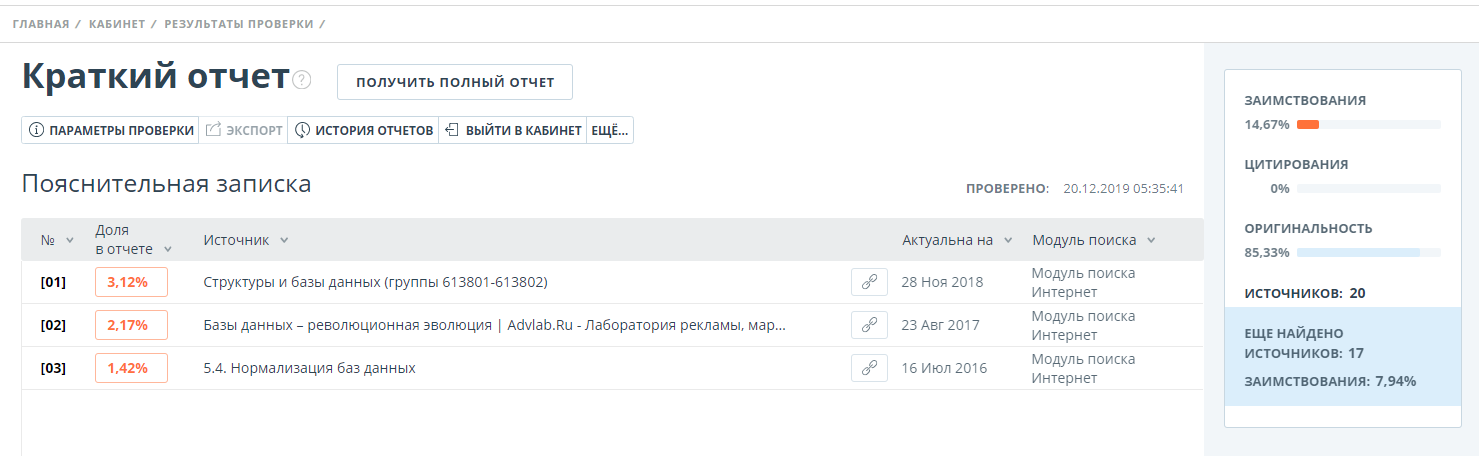 ГЛАВНАЯ / КАБИНЕТ / РЕЗУЛЬТАТЫ ПРОВЕРКИ /
Краткий отчет ?
ПОЛУЧИТЬ ПОЛНЫЙ ОТЧЕТ
ПАРАМЕТРЫ ПРОВЕРКИ ЭКСПОРТ ИСТОРИЯ ОТЧЕТОВ ВЫЙТИ В КАБИНЕТ ЕЩЁ...
Пояснительная записка
ПРОВЕРЕНО: 20.12.2019 05:35:41
№ Доля в отчете Источник Актуальна на Модуль поиска
[01] 3,12% Структуры и базы данных (группы 613801-613802) 28 Ноя 2018 Модуль поиска Интернет
[02] 2,17% Базы данных – революционная эволюция | Advlab.Ru - Лаборатория рекламы, мар... 23 Авг 2017 Модуль поиска Интернет
[03] 1,42% 5.4. Нормализация баз данных 16 Июл 2016 Модуль поиска Интернет
ЗАИМСТВОВАНИЯ
14,67%
ЦИТИРОВАНИЯ
0%
ОРИГИНАЛЬНОСТЬ
85,33%
ИСТОЧНИКОВ: 20
ЕЩЕ НАЙДЕНО
ИСТОЧНИКОВ: 17
ЗАИМСТВОВАНИЯ: 7,94%